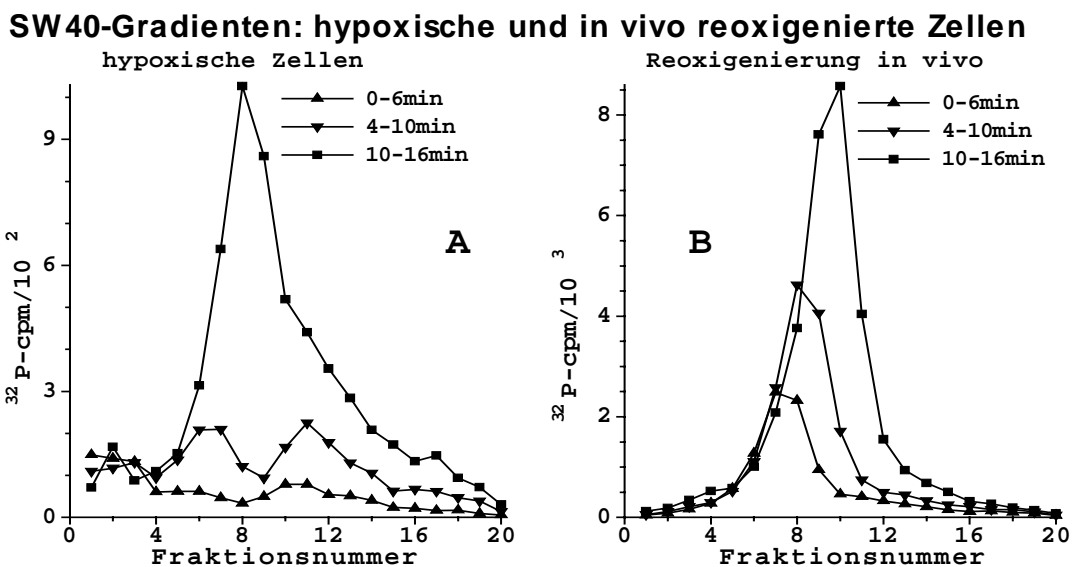 SW40-Gradienten: hypoxische und in vivo reoxigenierte Zellen
hypoxische Zellen
0-6min
4-10min
10-16min
A
9
6
3
0
32P-cpm/10 2
0 4 8 12 16 20
Fraktionsnummer
Reoxigenierung in vivo
0-6min
4-10min
10-16min
B
8
6
4
2
0
32P-cpm/10 3
0 4 8 12 16 20
Fraktionsnummer